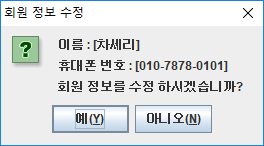 회원 정보 수정
이름 : [차세리]
휴대폰 번호 : [010-7878-0101]
회원 정보를 수정 하시겠습니까?
예(Y) 아니오(N)